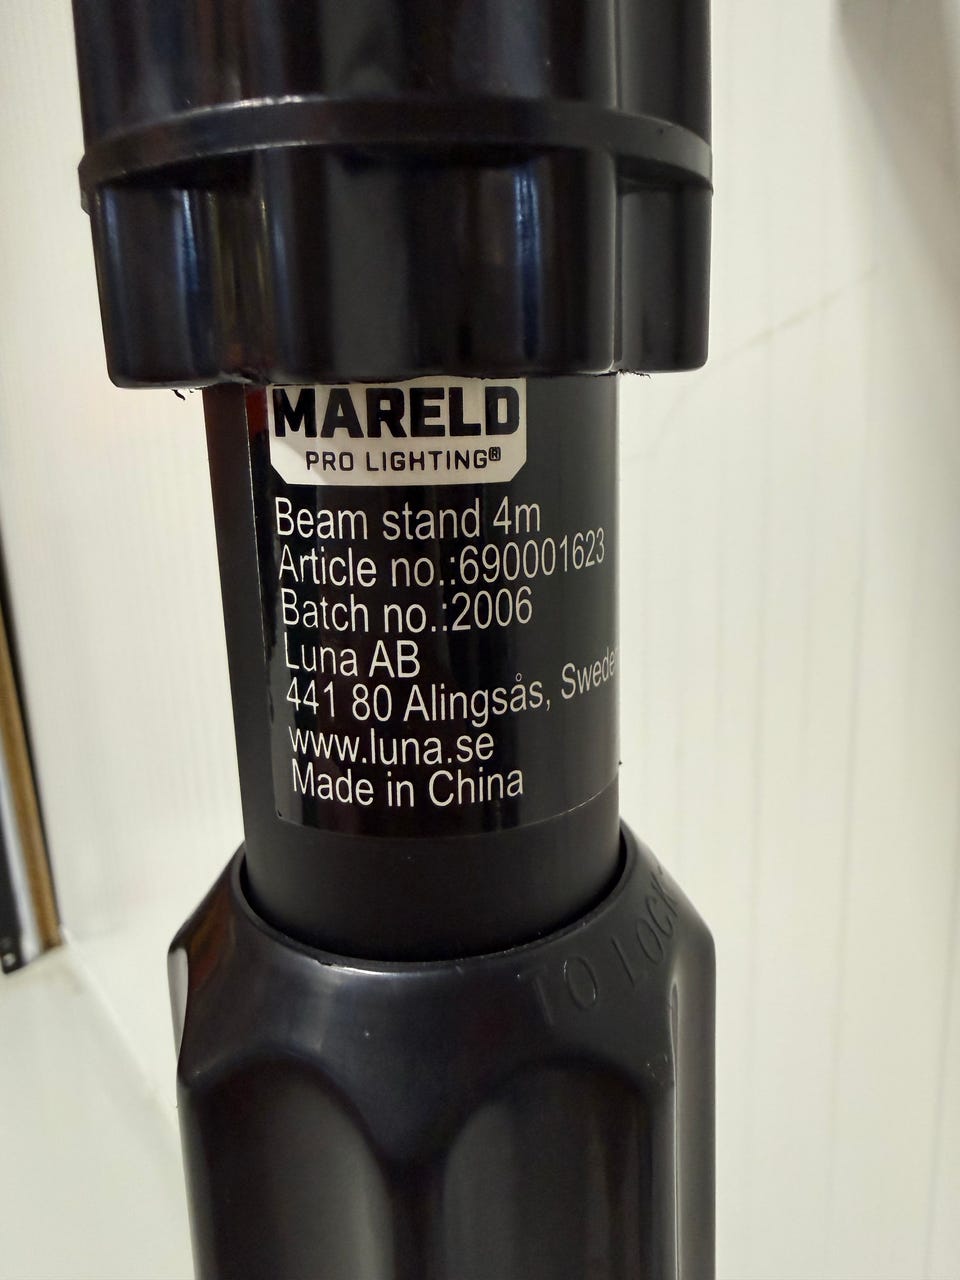 MARELD
PRO LIGHTING®
Beam stand 4m
Article no.:690001623
Batch no.:2006
Luna AB
441 80 Alingsås, Swede
www.luna.se
Made in China
TO LOCK